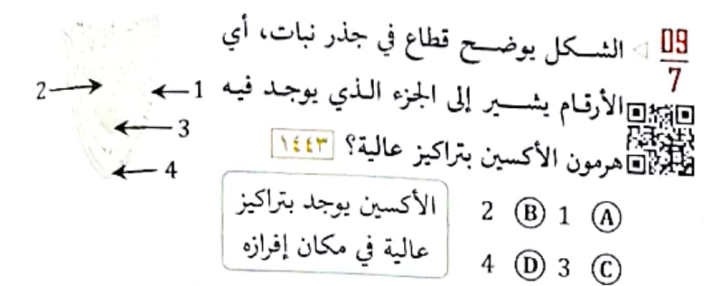 09
7
الشكل يوضح قطاع في جذر نبات، أي
الأرقام يشير إلى الجزء الذي يوجد فيه
هرمون الأكسين بتراكيز عالية؟ ١٤٤٣
1
2
3
4
A 1 B 2
C 3 D 4
الأكسين يوجد بتراكيز
عالية في مكان إفرازه